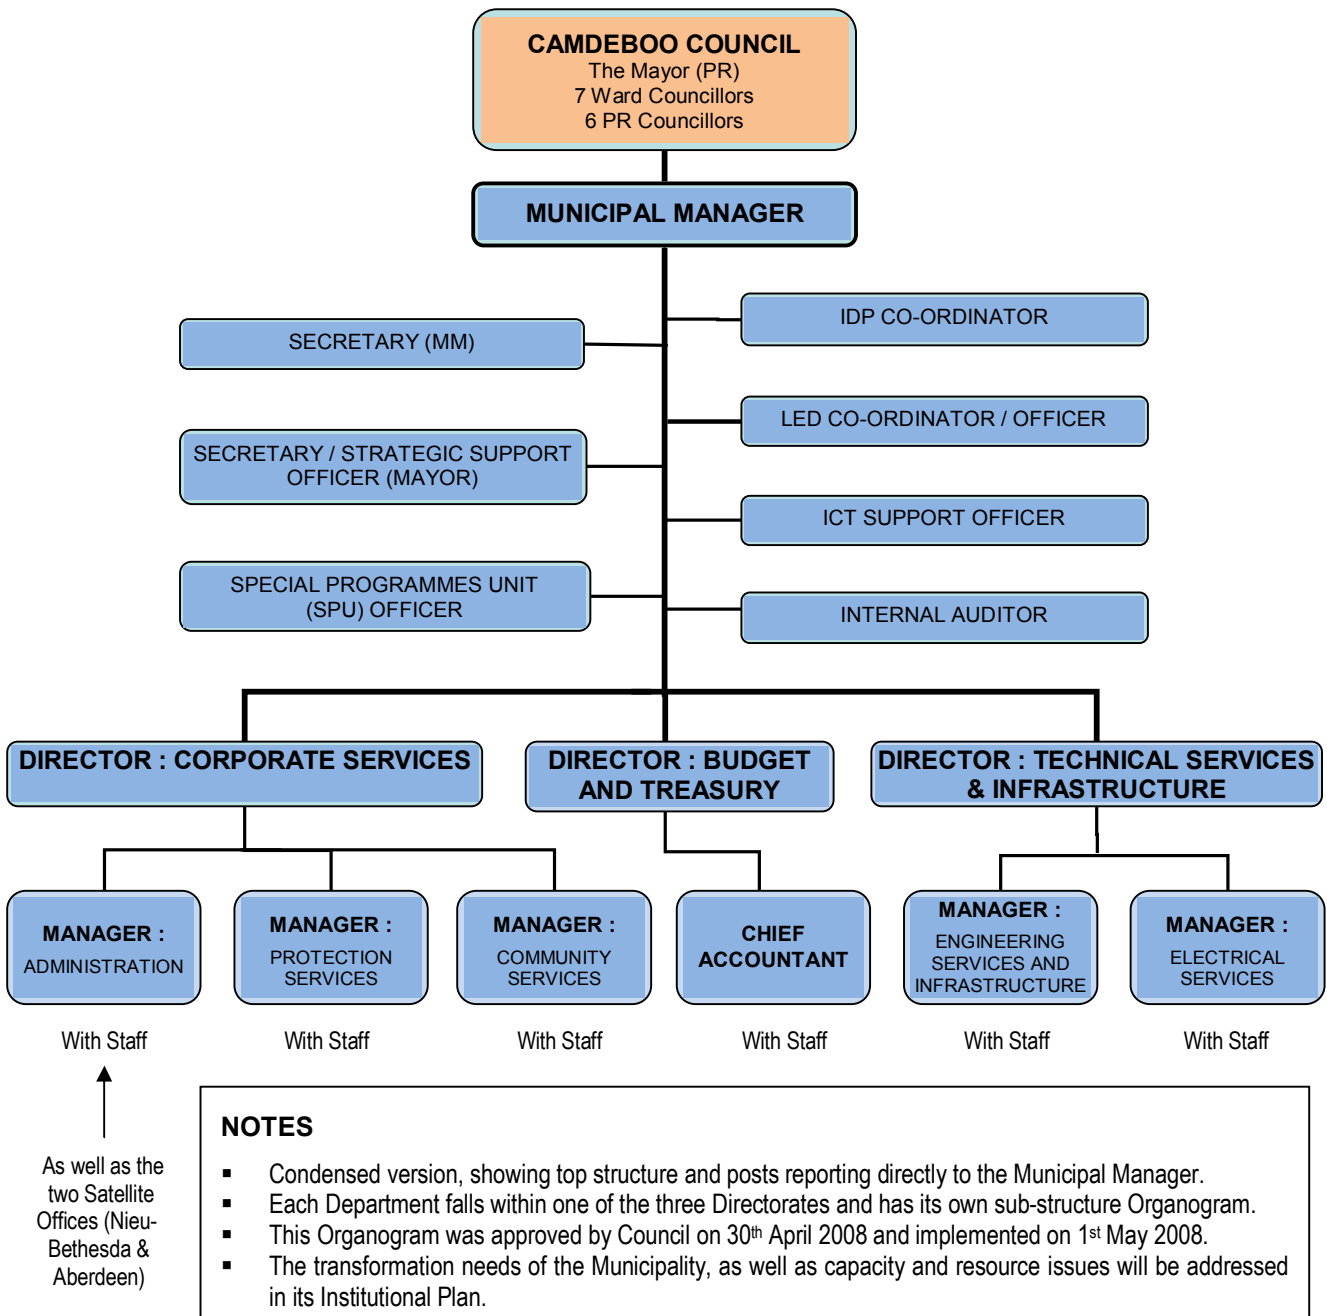 CAMDEBOO COUNCIL
The Mayor (PR)
7 Ward Councillors
6 PR Councillors
MUNICIPAL MANAGER
IDP CO-ORDINATOR
SECRETARY (MM)
LED CO-ORDINATOR / OFFICER
SECRETARY / STRATEGIC SUPPORT
OFFICER (MAYOR)
ICT SUPPORT OFFICER
SPECIAL PROGRAMMES UNIT
(SPU) OFFICER
INTERNAL AUDITOR
DIRECTOR : CORPORATE SERVICES
DIRECTOR : BUDGET
AND TREASURY
DIRECTOR : TECHNICAL SERVICES
& INFRASTRUCTURE
MANAGER :
ADMINISTRATION
MANAGER :
PROTECTION
SERVICES
MANAGER :
COMMUNITY
SERVICES
CHIEF
ACCOUNTANT
MANAGER :
ENGINEERING
SERVICES AND
INFRASTRUCTURE
MANAGER :
ELECTRICAL
SERVICES
With Staff
With Staff
With Staff
With Staff
With Staff
With Staff
As well as the
two Satellite
Offices (Nieu-
Bethesda &
Aberdeen)
NOTES
▪ Condensed version, showing top structure and posts reporting directly to the Municipal Manager.
▪ Each Department falls within one of the three Directorates and has its own sub-structure Organogram.
▪ This Organogram was approved by Council on 30th April 2008 and implemented on 1st May 2008.
▪ The transformation needs of the Municipality, as well as capacity and resource issues will be addressed
in its Institutional Plan.